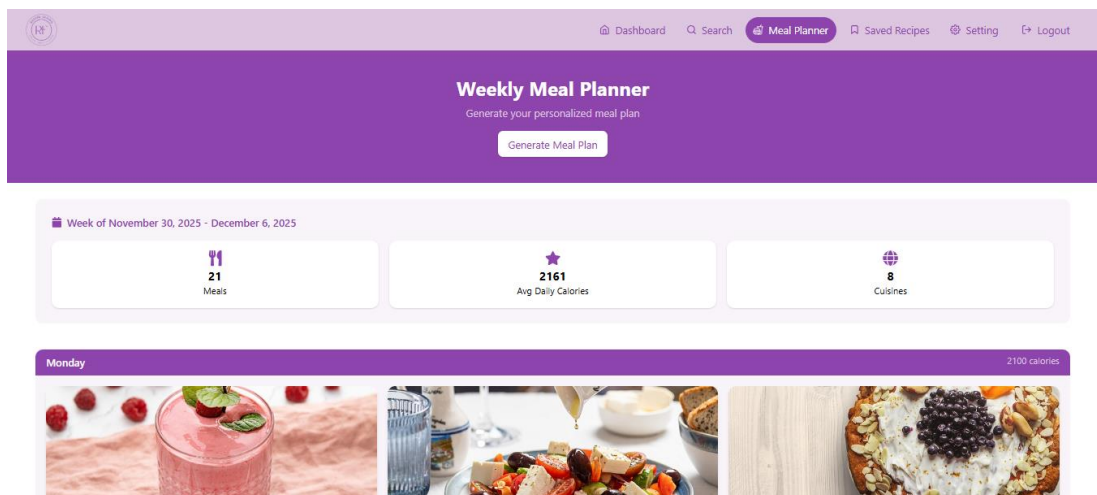 Dashboard Search Meal Planner Saved Recipes Setting Logout
Weekly Meal Planner
Generate your personalized meal plan
Generate Meal Plan
Week of November 30, 2025 - December 6, 2025
21
Meals
2161
Avg Daily Calories
8
Cuisines
Monday 2100 calories